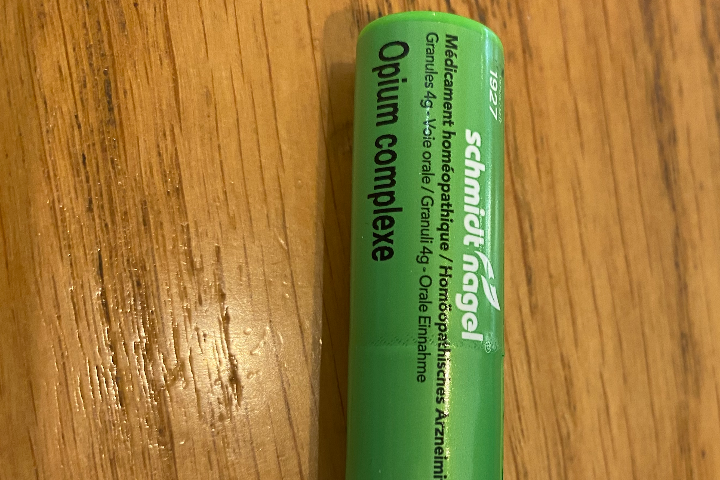 1927
schmidt nagel
Médicament homéopathique / Homöopathisches Arzneimi
Granules 4g - Voie orale / Granuli 4g - Orale Einnahme
Opium complexe